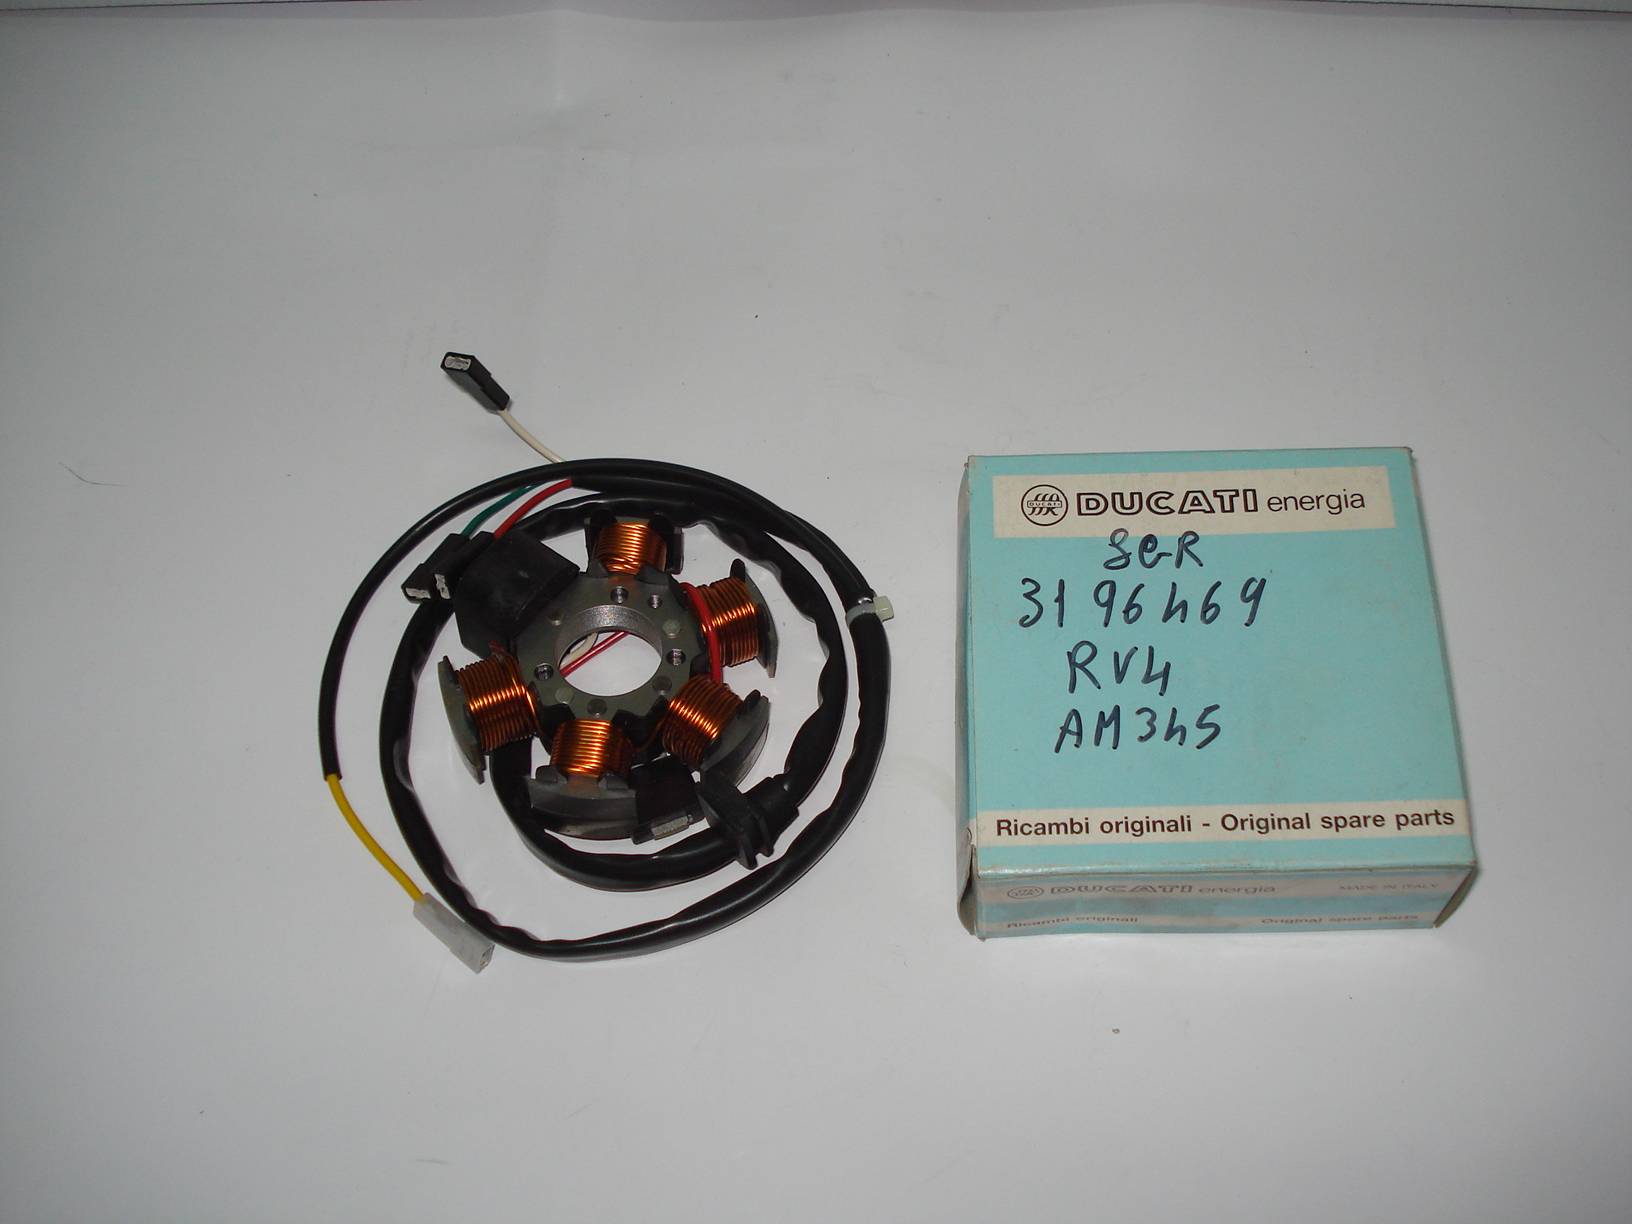 DUCATI energia
SGR
3196469
RV4
AM345
Ricambi originali - Original spare parts
DUCATI energia MADE IN ITALY
Ricambi originali Original spare parts